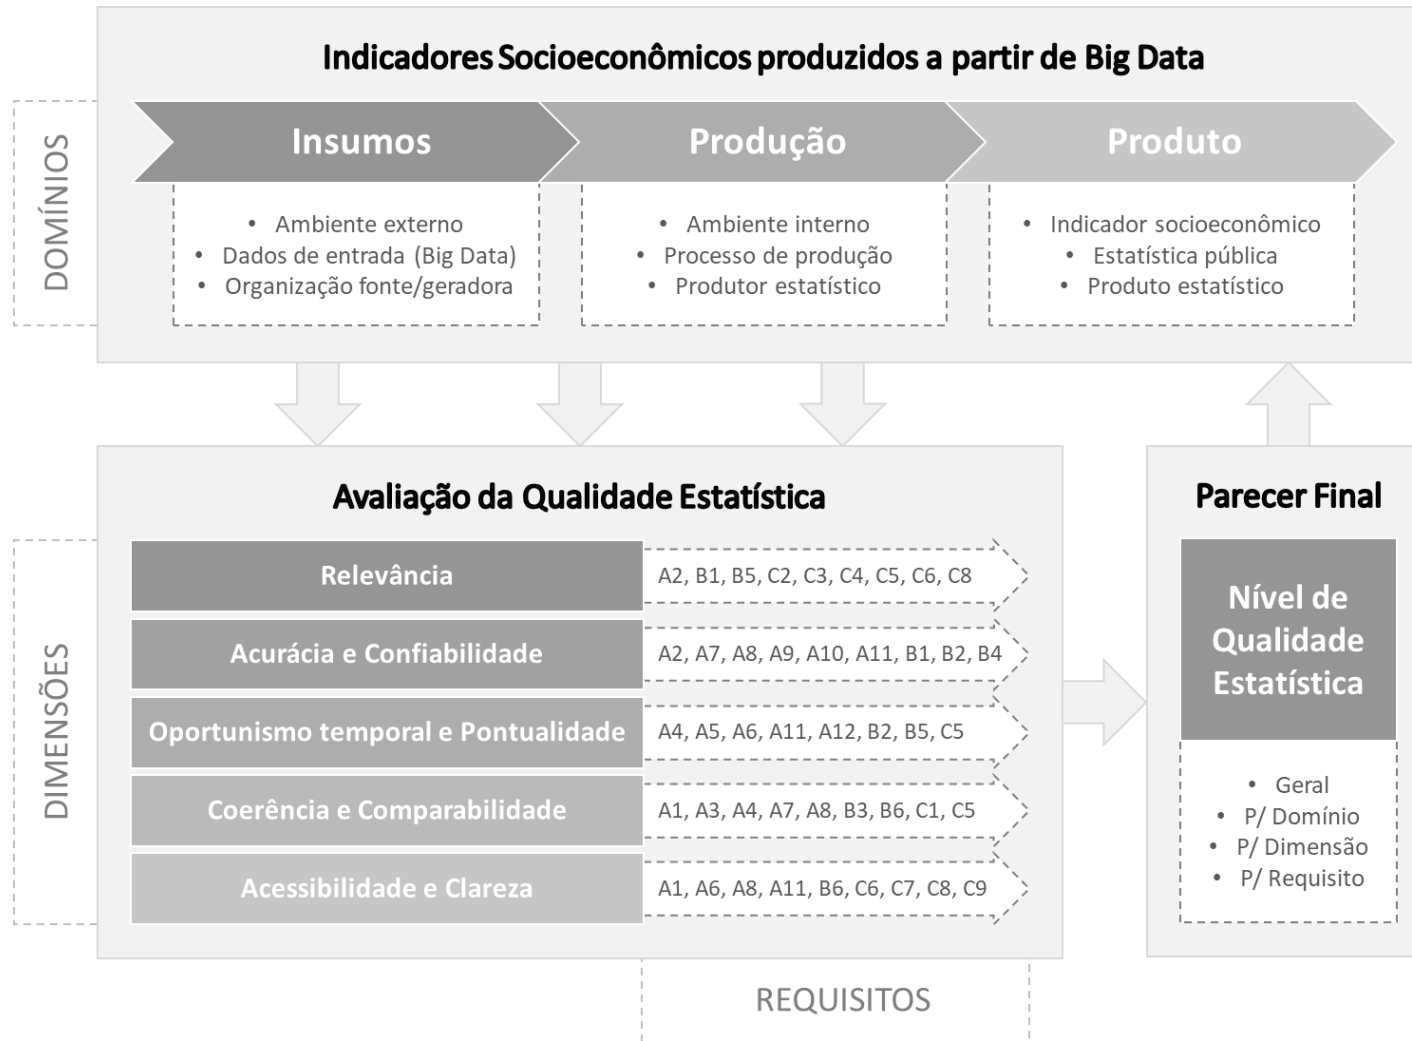 Indicadores Socioeconômicos produzidos a partir de Big Data
DOMÍNIOS
Insumos
• Ambiente externo
• Dados de entrada (Big Data)
• Organização fonte/geradora
Produção
• Ambiente interno
• Processo de produção
• Produtor estatístico
Produto
• Indicador socioeconômico
• Estatística pública
• Produto estatístico
Avaliação da Qualidade Estatística
DIMENSÕES
Relevância
A2, B1, B5, C2, C3, C4, C5, C6, C8
Acurácia e Confiabilidade
A2, A7, A8, A9, A10, A11, B1, B2, B4
Oportunismo temporal e Pontualidade
A4, A5, A6, A11, A12, B2, B5, C5
Coerência e Comparabilidade
A1, A3, A4, A7, A8, B3, B6, C1, C5
Acessibilidade e Clareza
A1, A6, A8, A11, B6, C6, C7, C8, C9
REQUISITOS
Parecer Final
Nível de
Qualidade
Estatística
• Geral
• P/ Domínio
• P/ Dimensão
• P/ Requisito